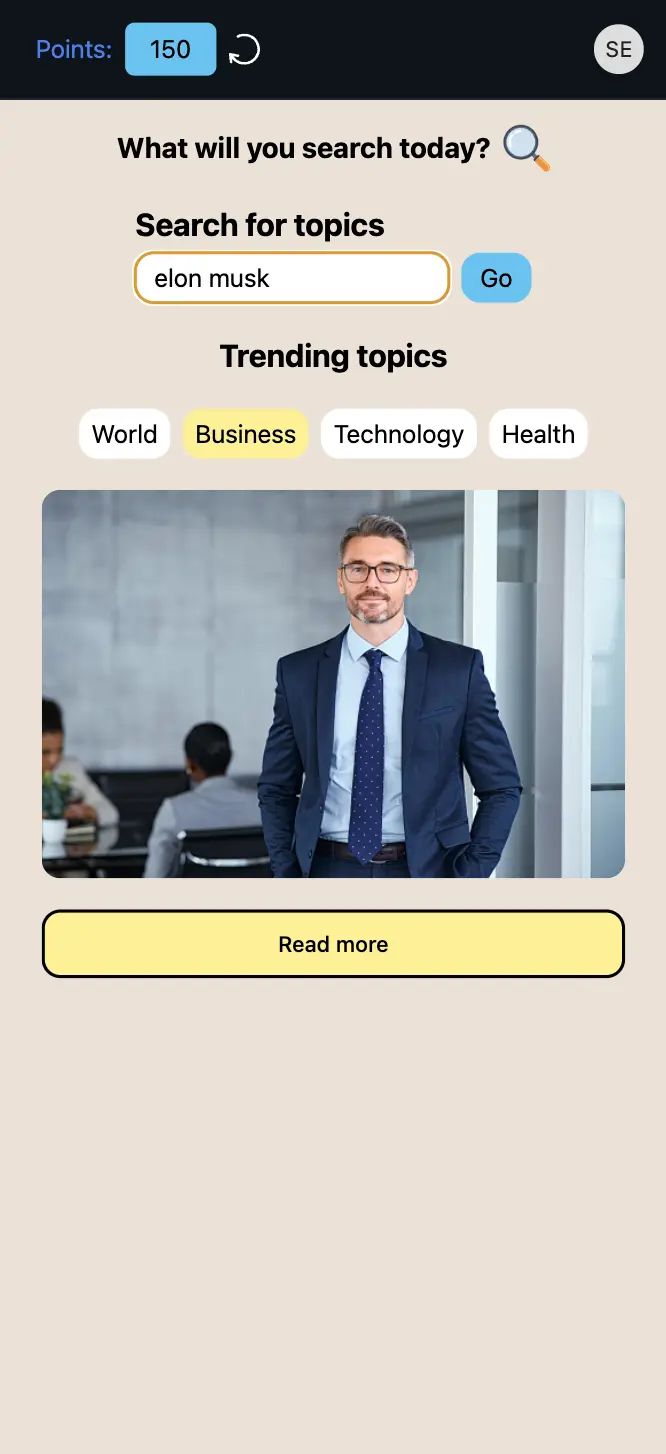 Points: 150 SE
What will you search today?
Search for topics
elon musk Go
Trending topics
World Business Technology Health
Read more